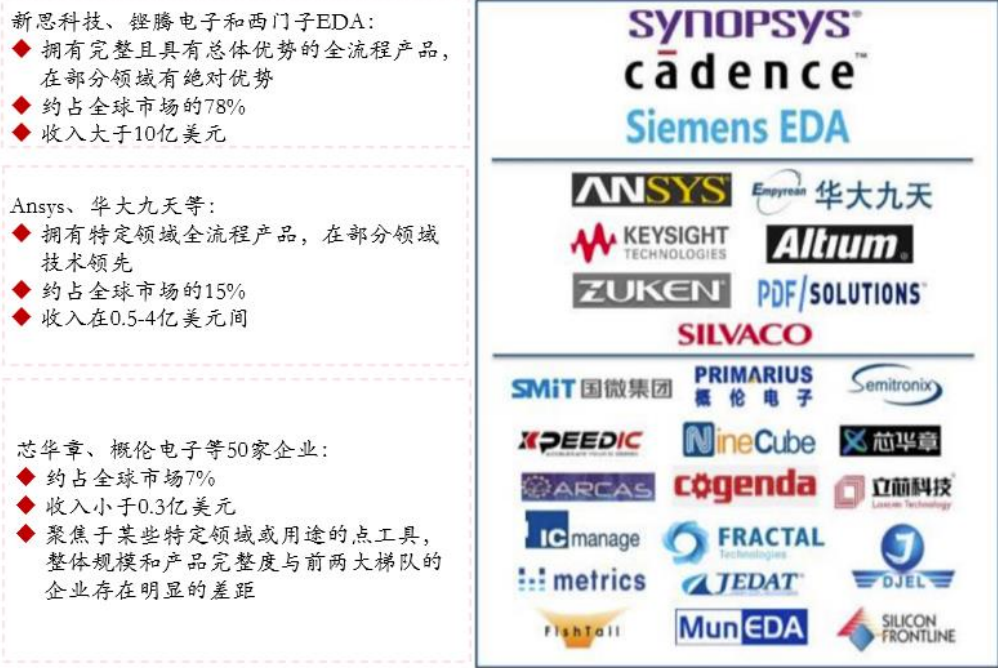 新思科技、铿腾电子和西门子EDA：
◆ 拥有完整且具有总体优势的全流程产品，
在部分领域有绝对优势
◆ 约占全球市场的78%
◆ 收入大于10亿美元
Ansys、华大九天等：
◆ 拥有特定领域全流程产品，在部分领域
技术领先
◆ 约占全球市场的15%
◆ 收入在0.5-4亿美元间
芯华章、概伦电子等50家企业：
◆ 约占全球市场7%
◆ 收入小于0.3亿美元
◆ 聚焦于某些特定领域或用途的点工具，
整体规模和产品完整度与前两大梯队的
企业存在明显的差距
SYNOPSYS®
cādence™
Siemens EDA
ANSYS®
Empyrean 华大九天
KEYSIGHT
TECHNOLOGIES
Altium
ZUKEN®
PDF/SOLUTIONS
SILVACO
SMiT 国微集团
PRIMARIUS
概伦电子
Semitronix
XPEEDIC
NineCube
芯华章
ARCAS
cogenda
立芯科技
Technology
IC manage
FRACTAL
Technologies
DJEL
metrics
JEDAT
FishTail
MunEDA
SILICON
FRONTLINE